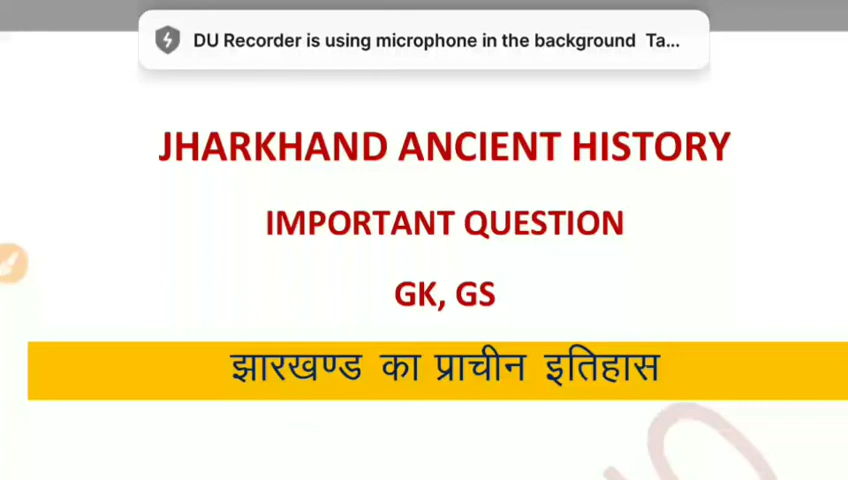 DU Recorder is using microphone in the background Ta...
JHARKHAND ANCIENT HISTORY
IMPORTANT QUESTION
GK, GS
झारखण्ड का प्राचीन इतिहास